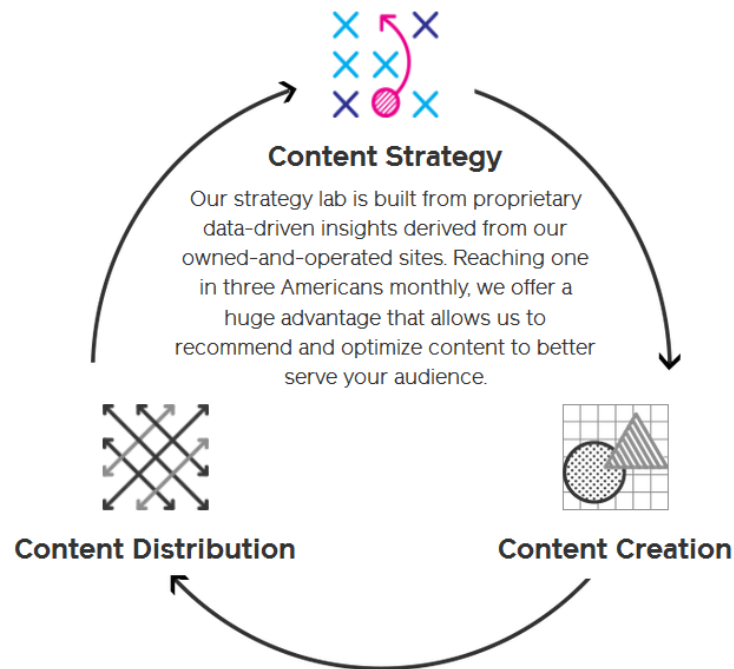 Content Strategy
Our strategy lab is built from proprietary
data-driven insights derived from our
owned-and-operated sites. Reaching one
in three Americans monthly, we offer a
huge advantage that allows us to
recommend and optimize content to better
serve your audience.
Content Distribution
Content Creation